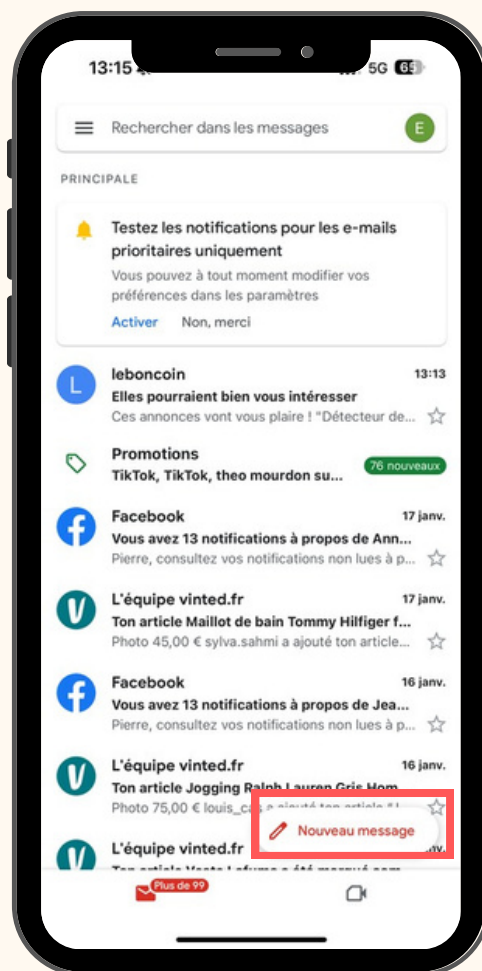 13:15
5G 65
Rechercher dans les messages
E
PRINCIPALE
Testez les notifications pour les e-mails
prioritaires uniquement
Vous pouvez à tout moment modifier vos
préférences dans les paramètres
Activer Non, merci
L
leboncoin 13:13
Elles pourraient bien vous intéresser
Ces annonces vont vous plaire ! "Détecteur de...
Promotions
TikTok, TikTok, theo mourdon su... 76 nouveaux
Facebook 17 janv.
Vous avez 13 notifications à propos de Ann...
Pierre, consultez vos notifications non lues à p...
L'équipe vinted.fr 17 janv.
Ton article Maillot de bain Tommy Hilfiger f...
Photo 45,00 € sylva.sahmi a ajouté ton article...
Facebook 16 janv.
Vous avez 13 notifications à propos de Jea...
Pierre, consultez vos notifications non lues à p...
L'équipe vinted.fr 16 janv.
Ton article Jogging Ralph Lauren Gris Hom
Photo 75,00 € a ajouté ton article
Nouveau message
L'équipe vinted.fr
Plus de 99